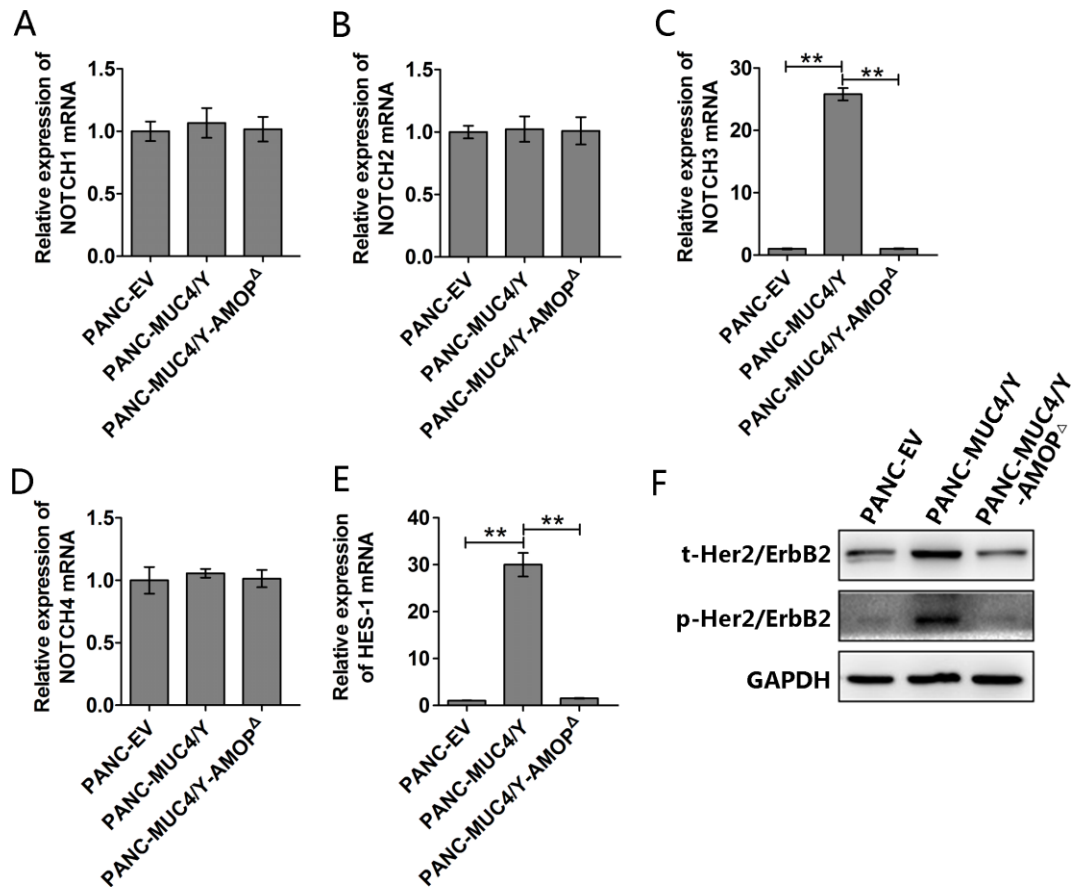 A
Relative expression of
NOTCH1 mRNA
1.5
1.0
0.5
0.0
PANC-EV
PANC-MUC4/Y
PANC-MUC4/Y-AMOPΔ
B
Relative expression of
NOTCH2 mRNA
1.5
1.0
0.5
0.0
PANC-EV
PANC-MUC4/Y
PANC-MUC4/Y-AMOPΔ
C
Relative expression of
NOTCH3 mRNA
30
20
10
0
** **
PANC-EV
PANC-MUC4/Y
PANC-MUC4/Y-AMOPΔ
D
Relative expression of
NOTCH4 mRNA
1.5
1.0
0.5
0.0
PANC-EV
PANC-MUC4/Y
PANC-MUC4/Y-AMOPΔ
E
Relative expression
of HES-1 mRNA
40
30
20
10
0
** **
PANC-EV
PANC-MUC4/Y
PANC-MUC4/Y-AMOPΔ
F
PANC-EV
PANC-MUC4/Y
PANC-MUC4/Y
-AMOP▽
t-Her2/ErbB2
p-Her2/ErbB2
GAPDH